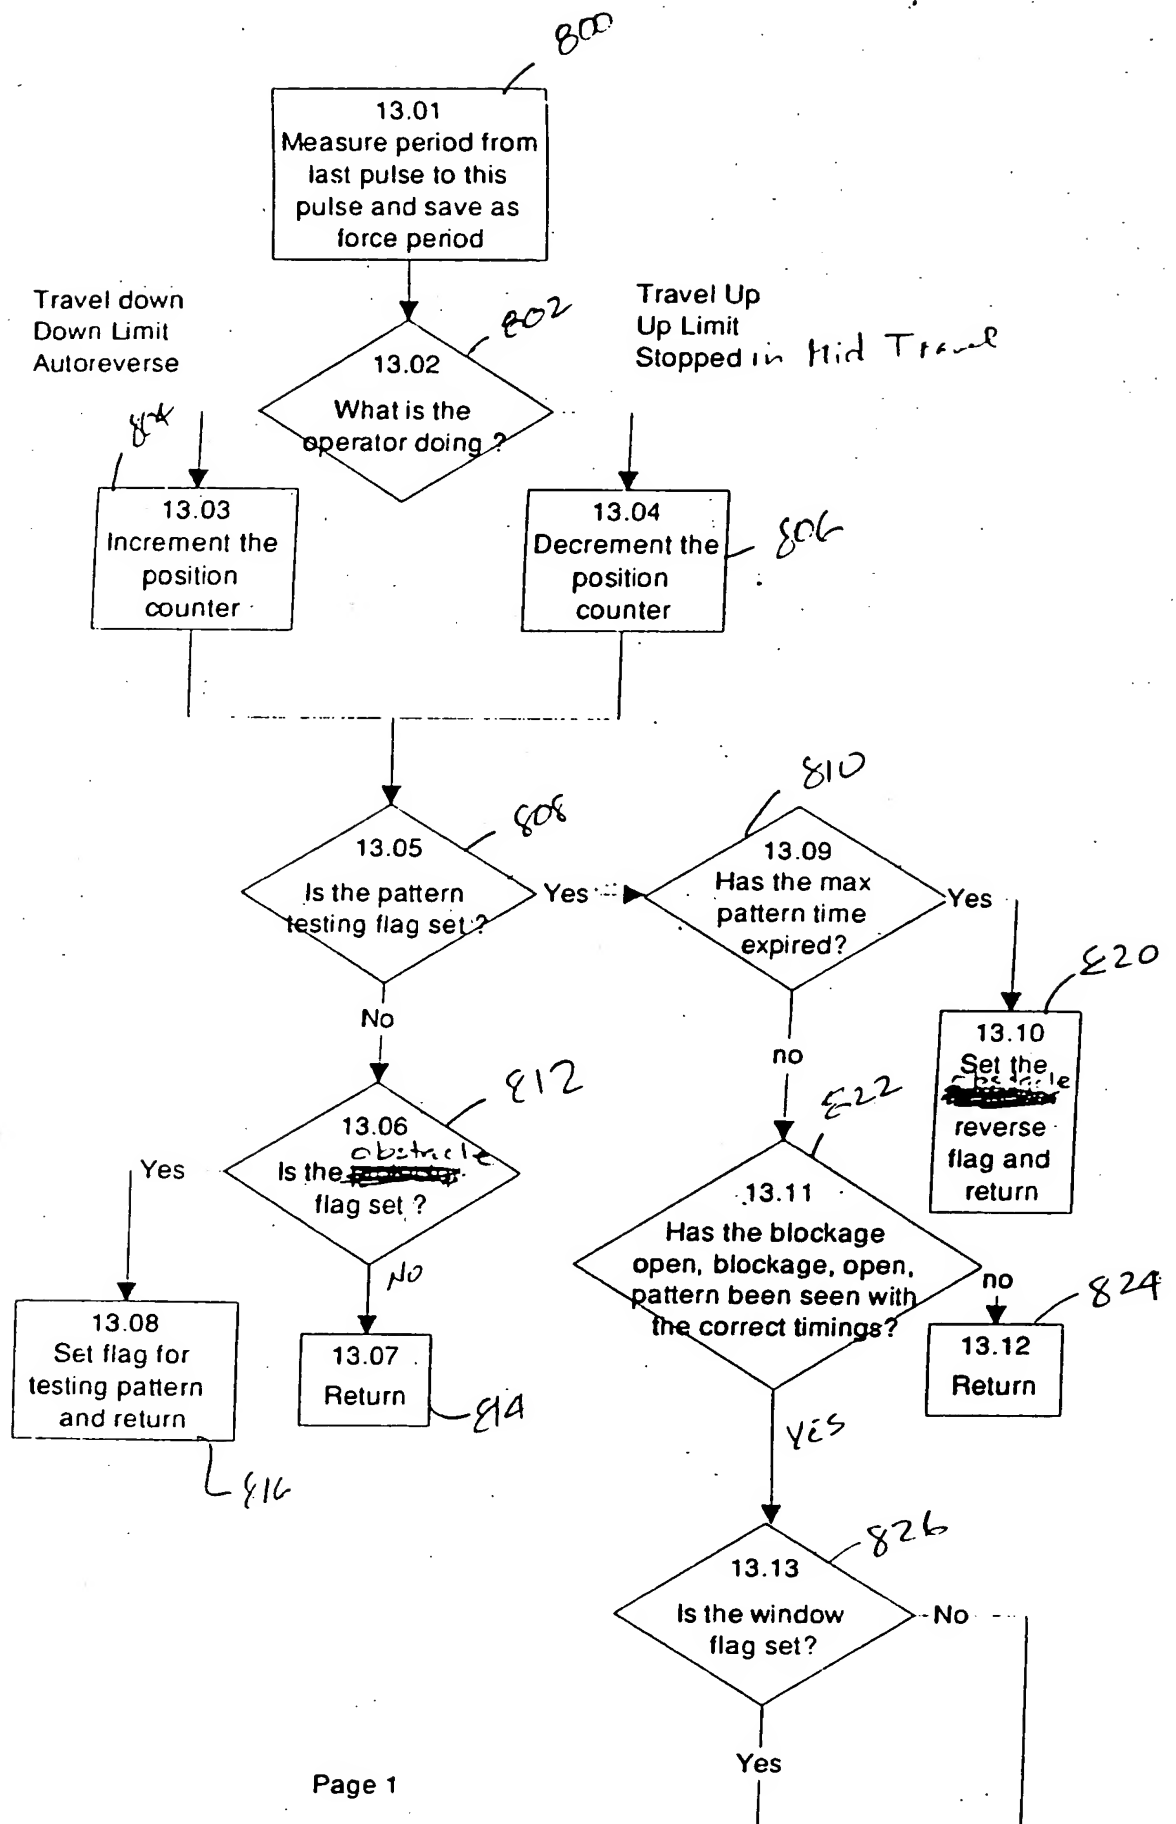 800
13.01
Measure period from
last pulse to this
pulse and save as
force period
Travel down
Down Limit
Autoreverse
802
Travel Up
Up Limit
Stopped in Mid Travel
13.02
What is the
operator doing ?
804
13.03
Increment the
position
counter
13.04
Decrement the
position
counter
806
808
13.05
Is the pattern
testing flag set ?
Yes
No
810
13.09
Has the max
pattern time
expired?
Yes
no
820
13.10
Set the
obstacle
reverse
flag and
return
812
13.06
obstacle
Is the
flag set ?
Yes
NO
13.08
Set flag for
testing pattern
and return
816
13.07
Return
814
822
13.11
Has the blockage
open, blockage, open,
pattern been seen with
the correct timings?
no
824
13.12
Return
YES
826
13.13
Is the window
flag set?
No
Yes
Page 1